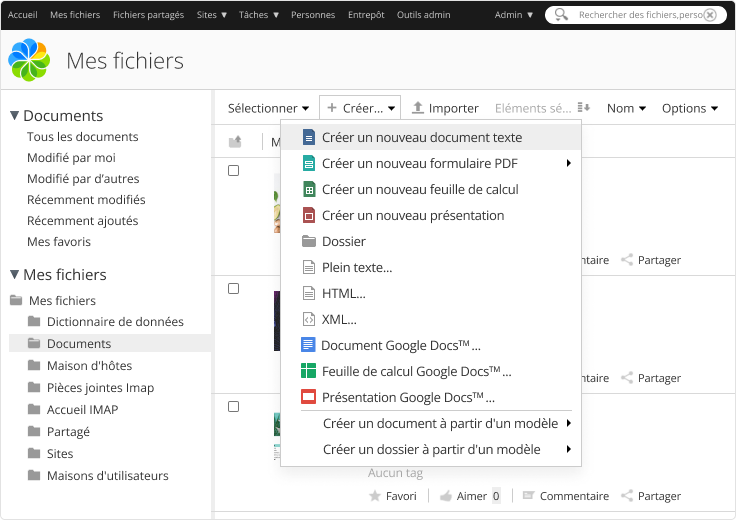 Accueil Mes fichiers Fichiers partagés Sites Tâches Personnes Entrepôt Outils admin Admin Rechercher des fichiers,perso
Mes fichiers
Documents
Tous les documents
Modifié par moi
Modifié par d'autres
Récemment modifiés
Récemment ajoutés
Mes favoris
Mes fichiers
Mes fichiers
Dictionnaire de données
Documents
Maison d'hôtes
Pièces jointes Imap
Accueil IMAP
Partagé
Sites
Maisons d'utilisateurs
Sélectionner + Créer... Importer Eléments sé... Nom Options
M
Créer un nouveau document texte
Créer un nouveau formulaire PDF
Créer un nouveau feuille de calcul
Créer un nouveau présentation
Dossier
Plein texte...
HTML...
XML...
Document Google Docs™...
Feuille de calcul Google Docs™...
Présentation Google Docs™...
Créer un document à partir d'un modèle
Créer un dossier à partir d'un modèle
ntaire Partager
ntaire Partager
Aucun tag
Favori Aimer 0 Commentaire Partager